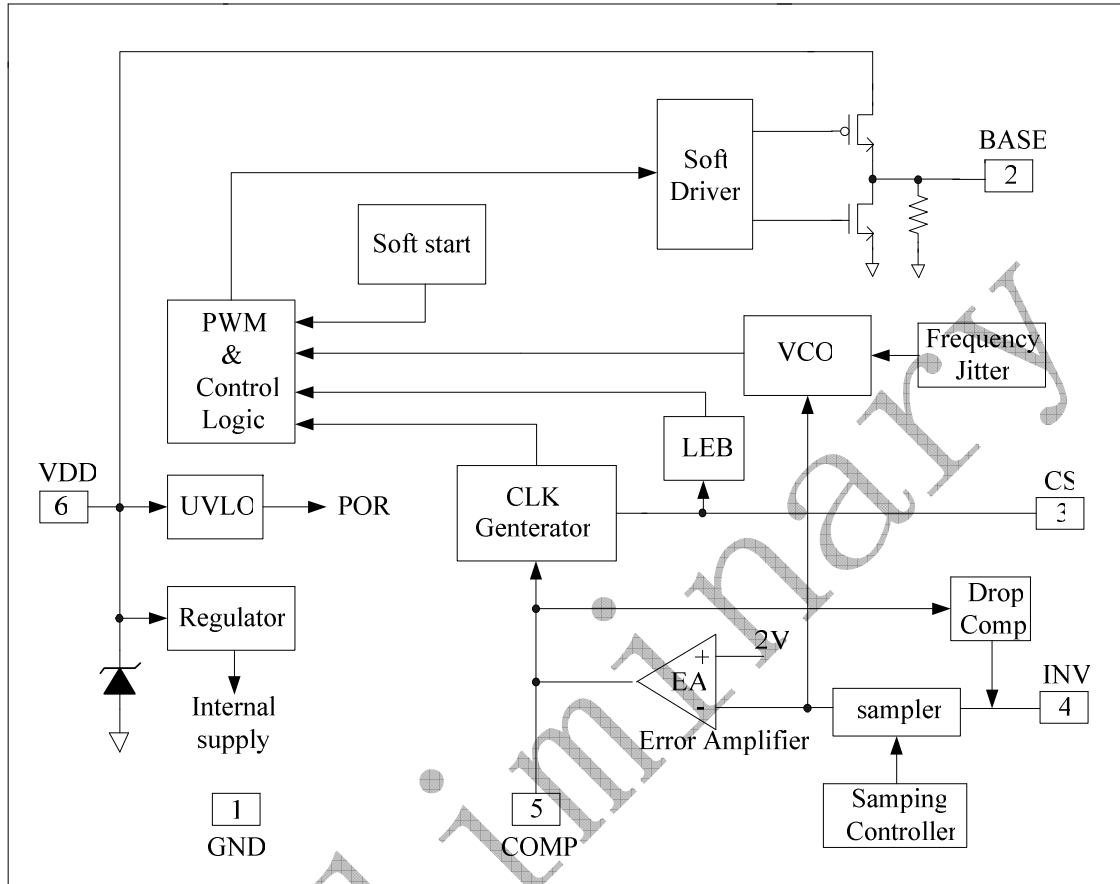 BASE
2
Soft
Driver
Soft start
PWM
&
Control
Logic
VCO
Frequency
Jitter
LEB
VDD
6
UVLO
POR
CLK
Genterator
CS
3
Regulator
Drop
Comp
2V
+
EA
-
INV
4
sampler
Internal
supply
Error Amplifier
1
GND
5
COMP
Samping
Controller